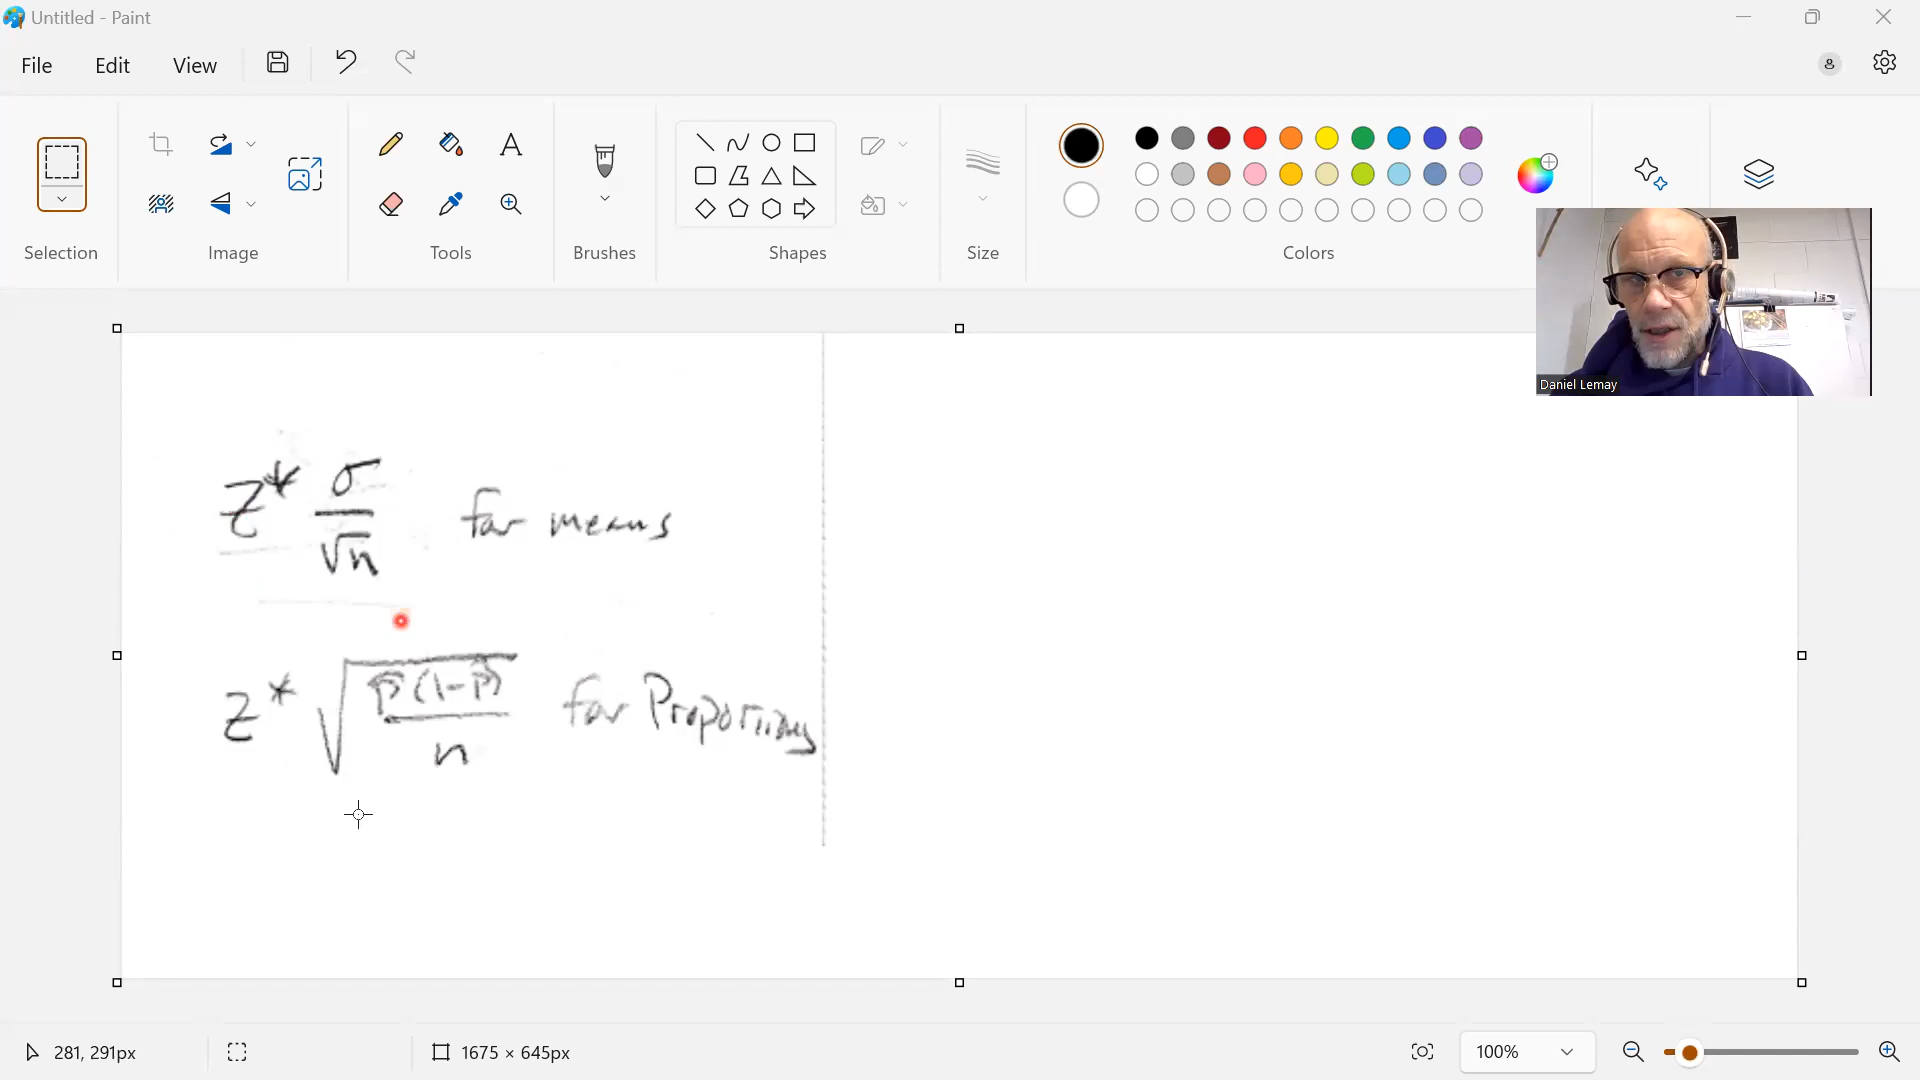 Untitled - Paint
File Edit View
Selection Image Tools Brushes Shapes Size Colors
Daniel Lemay
z* σ/√n for means
z* √(p̂(1-p̂)/n) for Proportions
281, 291px 1675 × 645px 100%